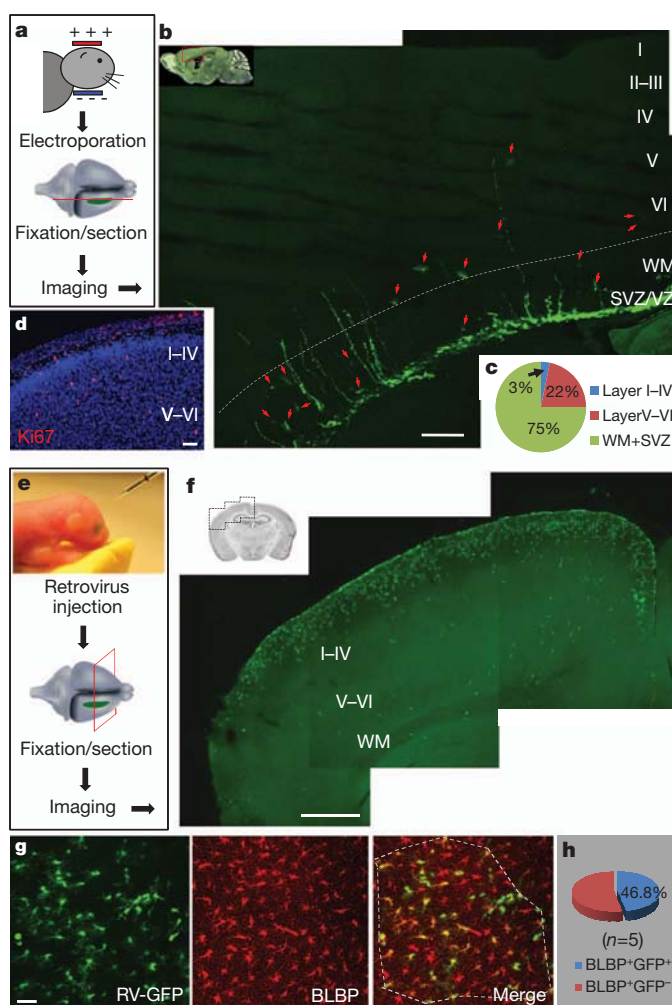 a
+ + +
- - -
Electroporation
Fixation/section
Imaging
b
I
II–III
IV
V
VI
WM
SVZ/VZ
c
3%
22%
75%
Layer I–IV
LayerV–VI
WM+SVZ
d
I–IV
V–VI
Ki67
e
Retrovirus
injection
Fixation/section
Imaging
f
I–IV
V–VI
WM
g
RV-GFP
BLBP
Merge
h
46.8%
(n=5)
BLBP⁺GFP⁺
BLBP⁺GFP⁻